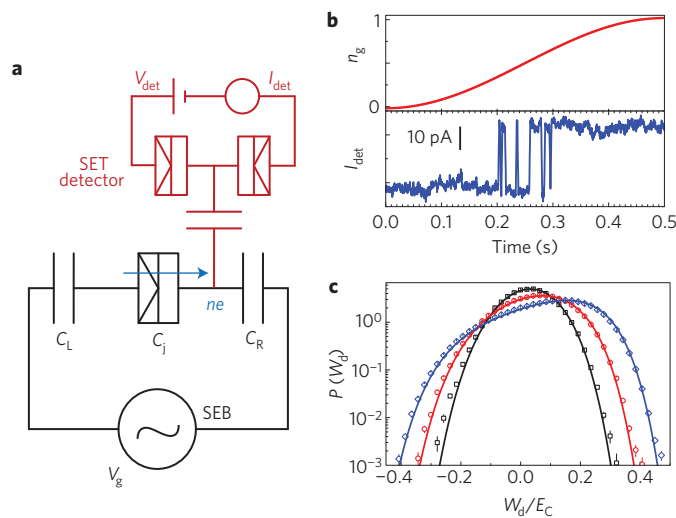 a
V_det
I_det
SET
detector
ne
C_L
C_j
C_R
SEB
V_g
b
1
n_g
0
10 pA
I_det
0.0 0.1 0.2 0.3 0.4 0.5
Time (s)
c
10⁰
10⁻¹
10⁻²
10⁻³
P (W_d)
−0.4 −0.2 0.0 0.2 0.4
W_d/E_C